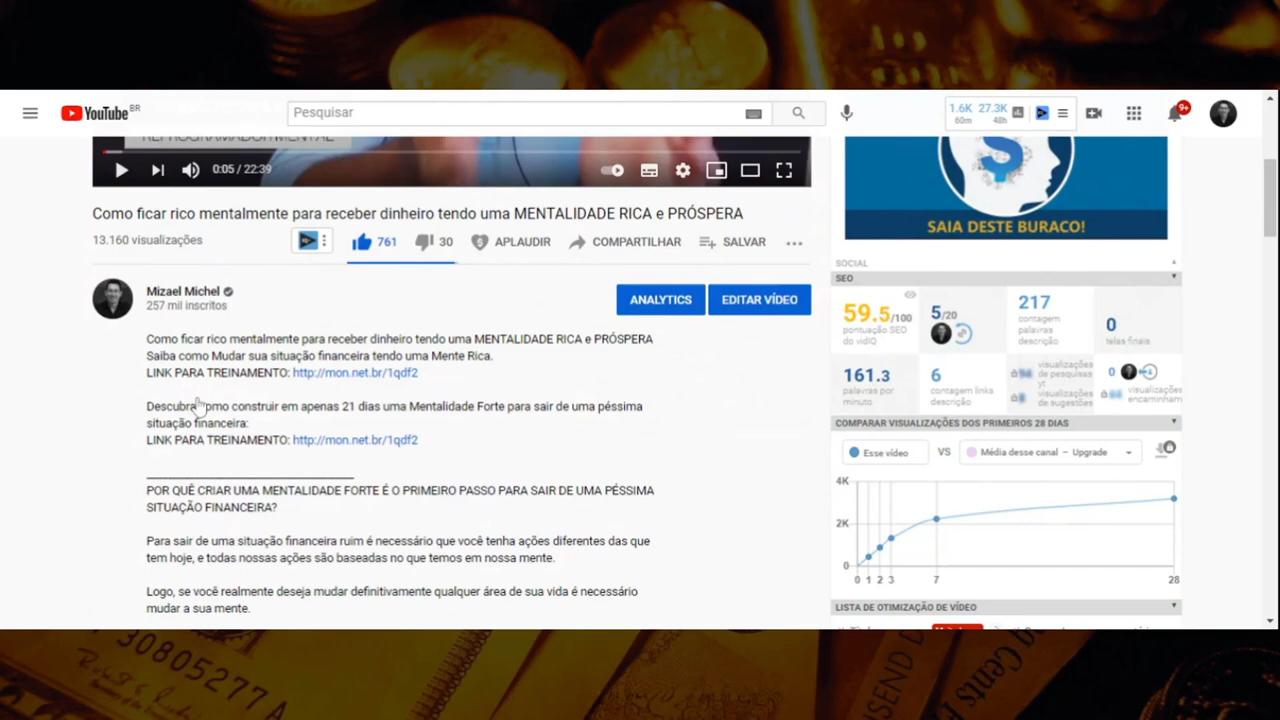 YouTube BR
Pesquisar
1.6K 27.3K
60m 48h
9+
REPROGRAMADOR MENTAL
0:05 / 22:39
SAIA DESTE BURACO!
Como ficar rico mentalmente para receber dinheiro tendo uma MENTALIDADE RICA e PRÓSPERA
13.160 visualizações
761
30
APLAUDIR
COMPARTILHAR
SALVAR
Mizael Michel
257 mil inscritos
ANALYTICS
EDITAR VÍDEO
Como ficar rico mentalmente para receber dinheiro tendo uma MENTALIDADE RICA e PRÓSPERA
Saiba como Mudar sua situação financeira tendo uma Mente Rica.
LINK PARA TREINAMENTO: http://mon.net.br/1qdf2
Descubra omo construir em apenas 21 dias uma Mentalidade Forte para sair de uma péssima
situação financeira:
LINK PARA TREINAMENTO: http://mon.net.br/1qdf2
POR QUÊ CRIAR UMA MENTALIDADE FORTE É O PRIMEIRO PASSO PARA SAIR DE UMA PÉSSIMA
SITUAÇÃO FINANCEIRA?
Para sair de uma situação financeira ruim é necessário que você tenha ações diferentes das que
tem hoje, e todas nossas ações são baseadas no que temos em nossa mente.
Logo, se você realmente deseja mudar definitivamente qualquer área de sua vida é necessário
mudar a sua mente.
SOCIAL
SEO
59.5/100
pontuação SEO
do vidIQ
5/20
217
contagem
palavras
descrição
0
telas finais
161.3
palavras por
minuto
6
contagem links
descrição
visualizações
de pesquisas
yt
visualizações
de sugestões
0
visualizações
encaminham
COMPARAR VISUALIZAÇÕES DOS PRIMEIROS 28 DIAS
Esse vídeo
VS
Média desse canal – Upgrade
4K
2K
0
0 1 2 3 7 28
LISTA DE OTIMIZAÇÃO DE VÍDEO
30805277
SEND
Cents